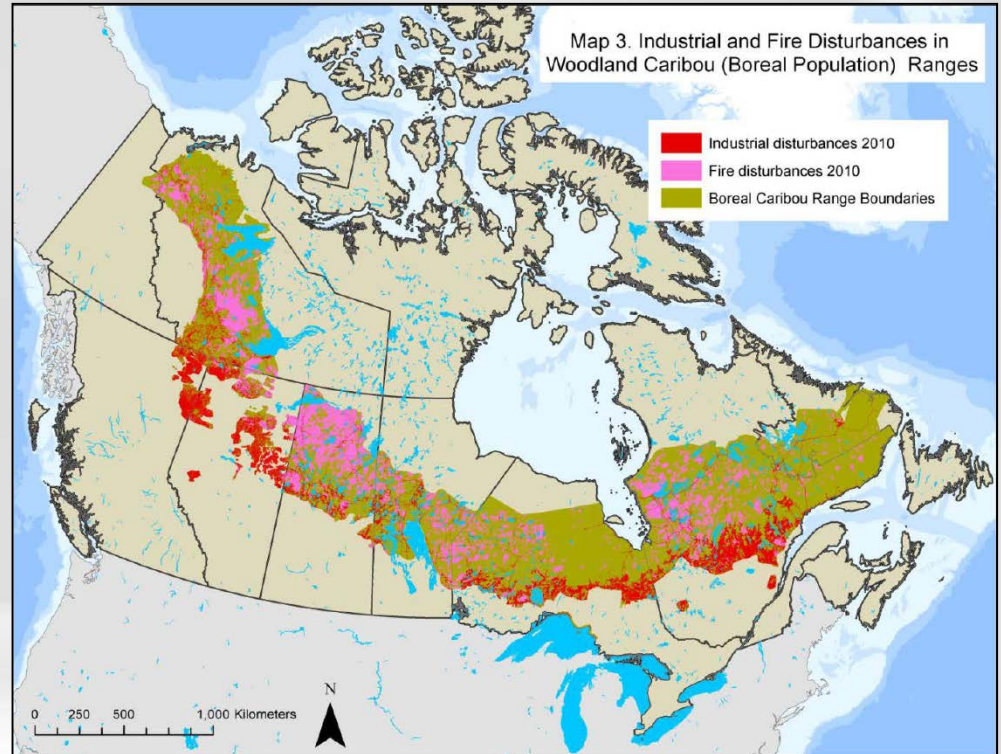 Map 3. Industrial and Fire Disturbances in
Woodland Caribou (Boreal Population) Ranges
Industrial disturbances 2010
Fire disturbances 2010
Boreal Caribou Range Boundaries
N
0 250 500 1,000 Kilometers